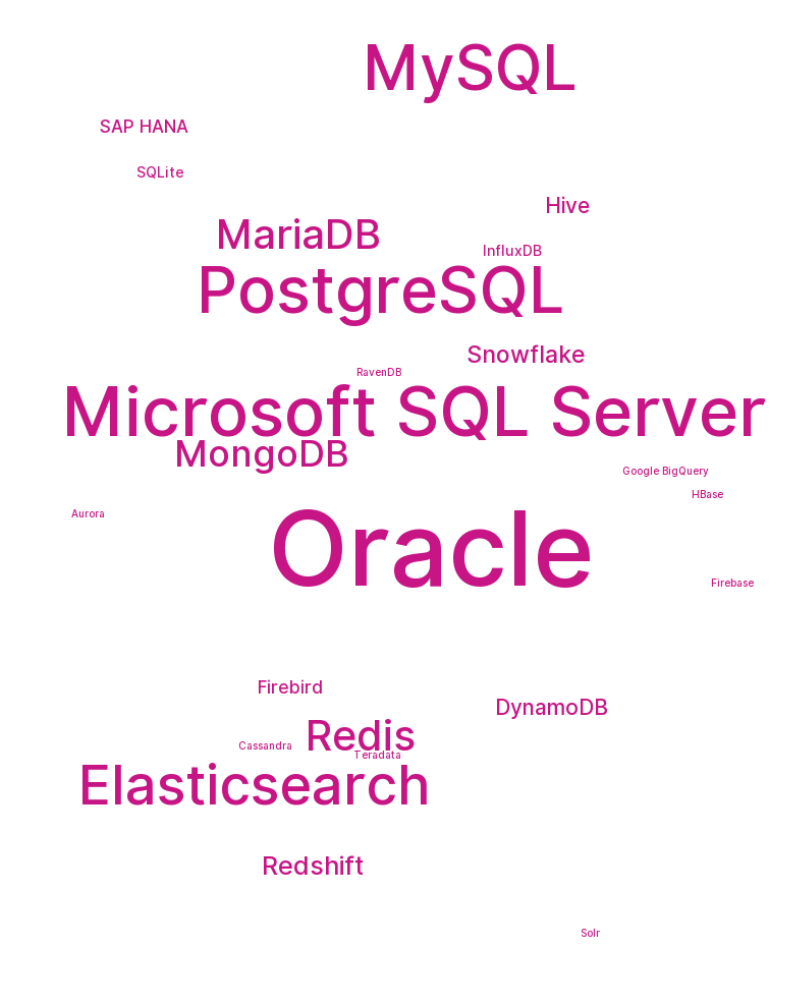 MySQL
SAP HANA
SQLite
Hive
MariaDB
InfluxDB
PostgreSQL
Snowflake
RavenDB
Microsoft SQL Server
MongoDB
Google BigQuery
HBase
Aurora
Oracle
Firebase
Firebird
DynamoDB
Redis
Cassandra
Teradata
Elasticsearch
Redshift
Solr